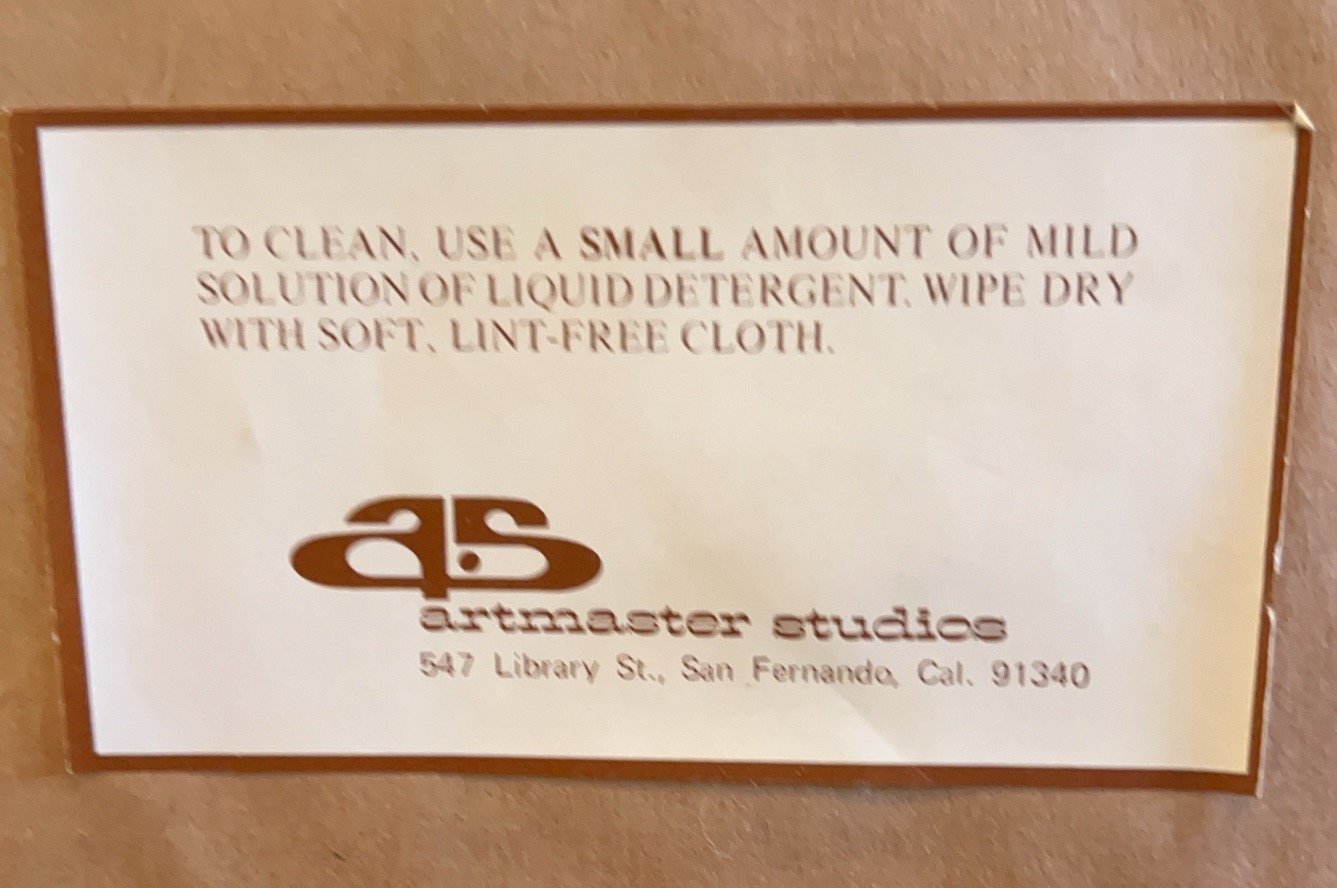 TO CLEAN, USE A SMALL AMOUNT OF MILD
SOLUTION OF LIQUID DETERGENT. WIPE DRY
WITH SOFT, LINT-FREE CLOTH.
a.s
artmaster studios
547 Library St., San Fernando, Cal. 91340